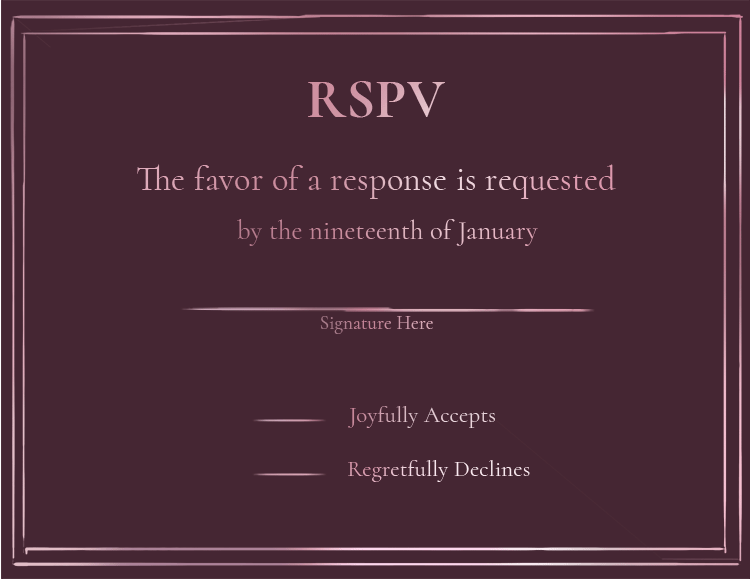 RSPV
The favor of a response is requested
by the nineteenth of January
Signature Here
Joyfully Accepts
Regretfully Declines